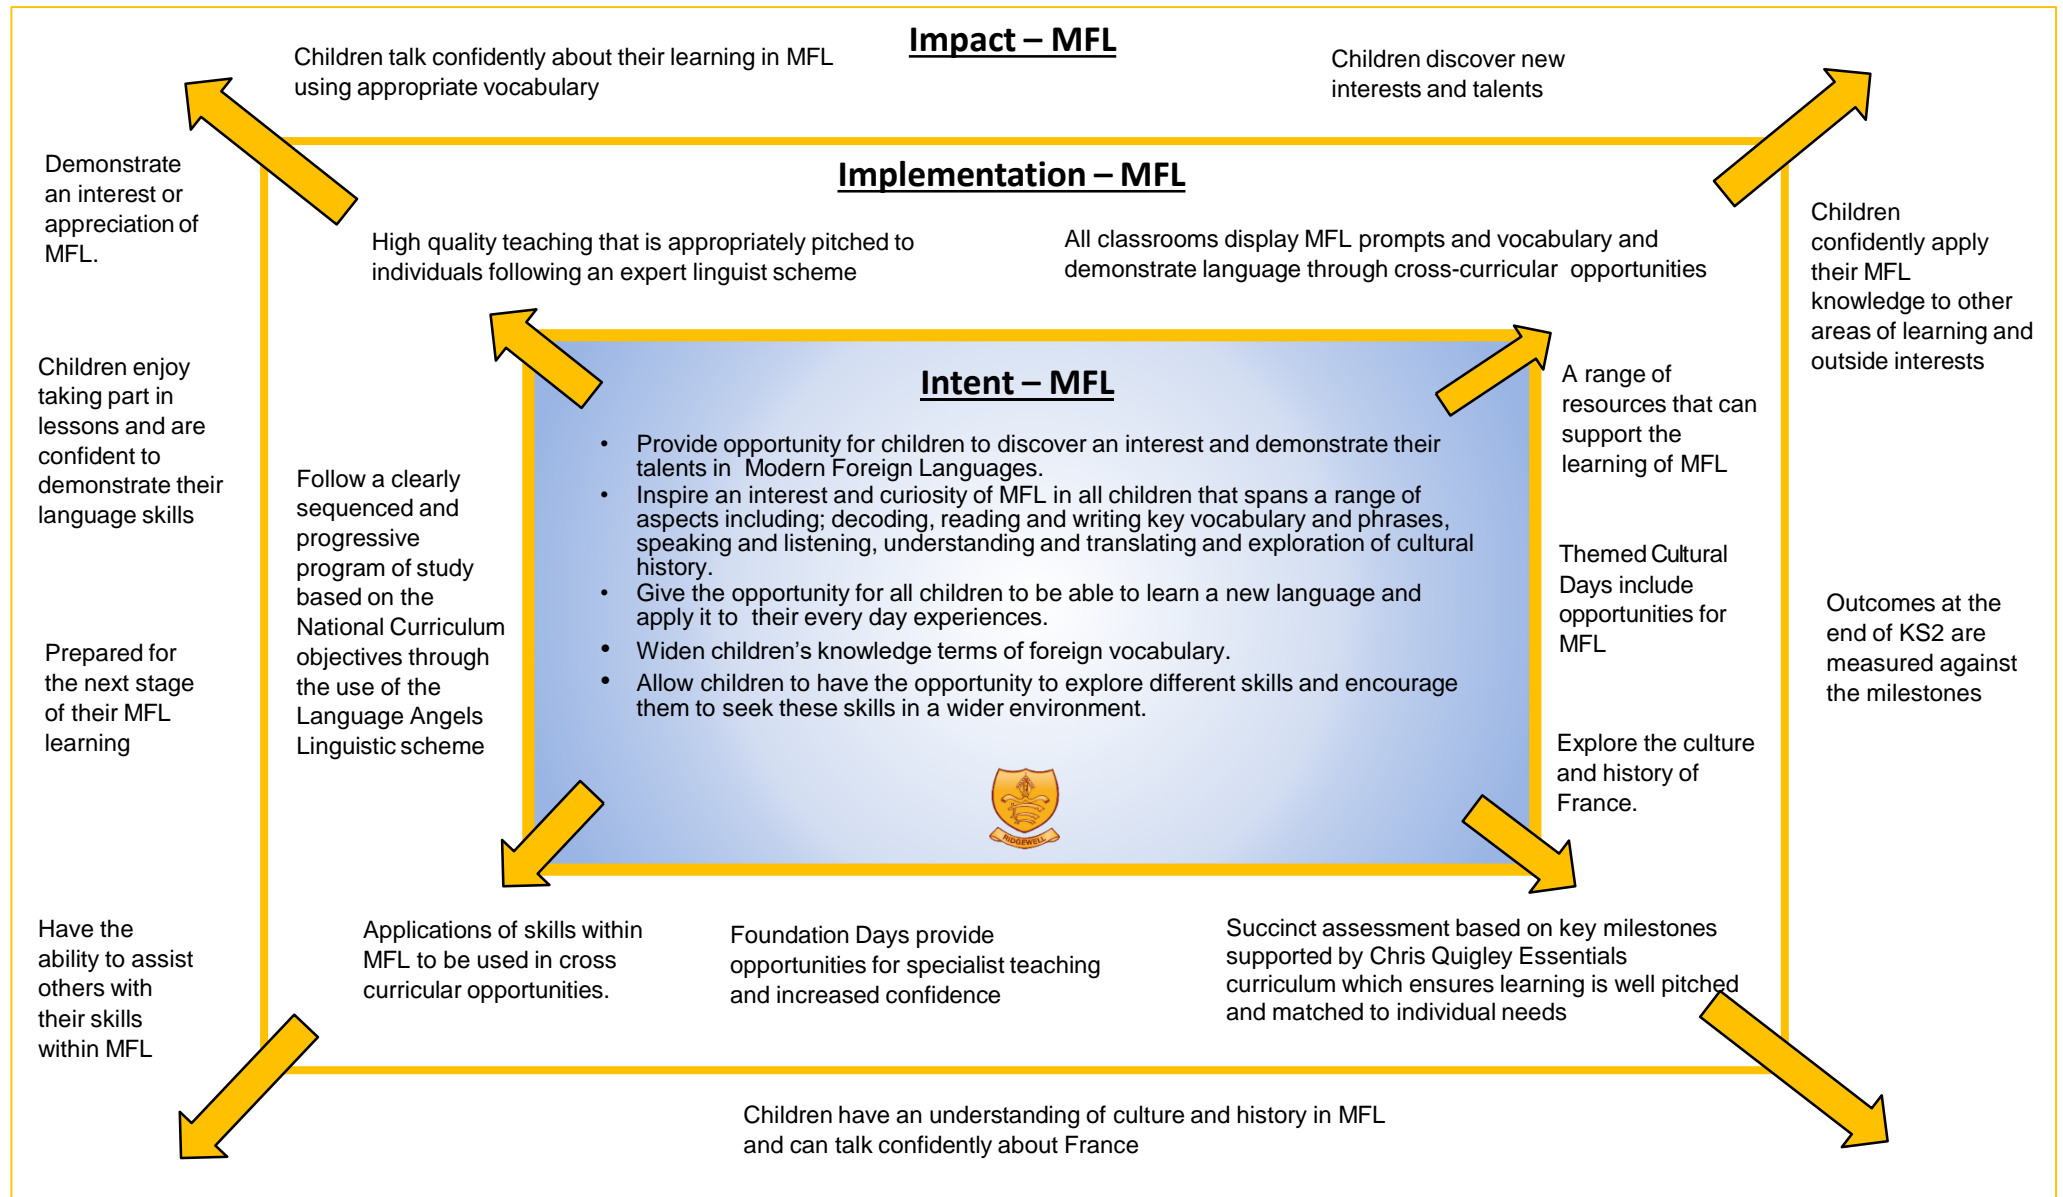 Impact – MFL
Children talk confidently about their learning in MFL
using appropriate vocabulary
Children discover new
interests and talents
Demonstrate
an interest or
appreciation of
MFL.
Children enjoy
taking part in
lessons and are
confident to
demonstrate their
language skills
Prepared for
the next stage
of their MFL
learning
Have the
ability to assist
others with
their skills
within MFL
Children
confidently apply
their MFL
knowledge to other
areas of learning and
outside interests
Outcomes at the
end of KS2 are
measured against
the milestones
Children have an understanding of culture and history in MFL
and can talk confidently about France
Implementation – MFL
High quality teaching that is appropriately pitched to
individuals following an expert linguist scheme
All classrooms display MFL prompts and vocabulary and
demonstrate language through cross-curricular  opportunities
Follow a clearly
sequenced and
progressive
program of study
based on the
National Curriculum
objectives through
the use of the
Language Angels
Linguistic scheme
A range of
resources that can
support the
learning of MFL
Themed Cultural
Days include
opportunities for
MFL
Explore the culture
and history of
France.
Applications of skills within
MFL to be used in cross
curricular opportunities.
Foundation Days provide
opportunities for specialist teaching
and increased confidence
Succinct assessment based on key milestones
supported by Chris Quigley Essentials
curriculum which ensures learning is well pitched
and matched to individual needs
Intent – MFL
• Provide opportunity for children to discover an interest and demonstrate their
talents in  Modern Foreign Languages.
• Inspire an interest and curiosity of MFL in all children that spans a range of
aspects including; decoding, reading and writing key vocabulary and phrases,
speaking and listening, understanding and translating and exploration of cultural
history.
• Give the opportunity for all children to be able to learn a new language and
apply it to  their every day experiences.
• Widen children’s knowledge terms of foreign vocabulary.
• Allow children to have the opportunity to explore different skills and encourage
them to seek these skills in a wider environment.
RIDGEWELL